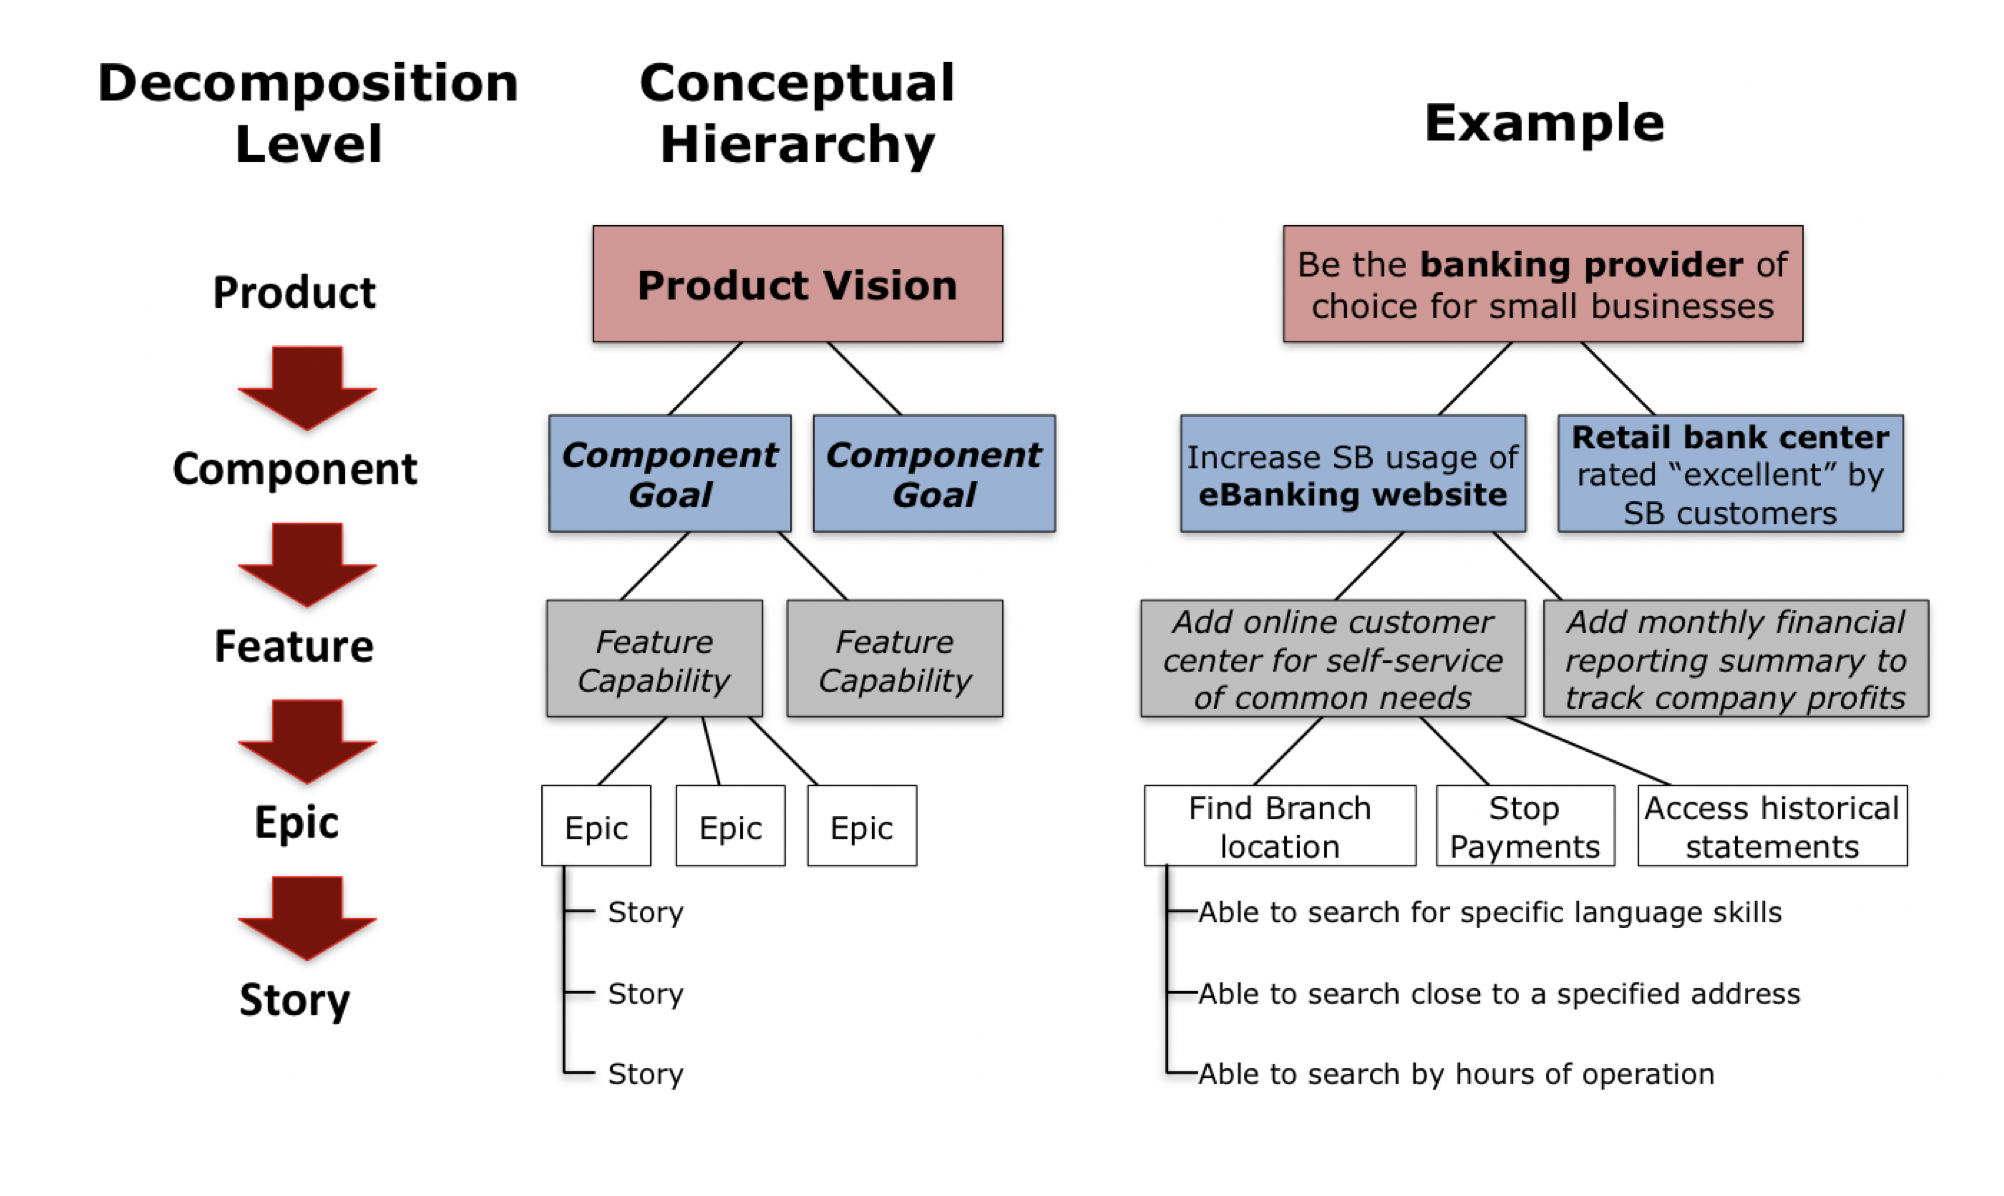 Decomposition
Level
Conceptual
Hierarchy
Example
Product
Component
Feature
Epic
Story
Product Vision
Component
Goal
Component
Goal
Feature
Capability
Feature
Capability
Epic
Epic
Epic
Story
Story
Story
Be the banking provider of
choice for small businesses
Increase SB usage of
eBanking website
Retail bank center
rated “excellent” by
SB customers
Add online customer
center for self-service
of common needs
Add monthly financial
reporting summary to
track company profits
Find Branch
location
Stop
Payments
Access historical
statements
Able to search for specific language skills
Able to search close to a specified address
Able to search by hours of operation